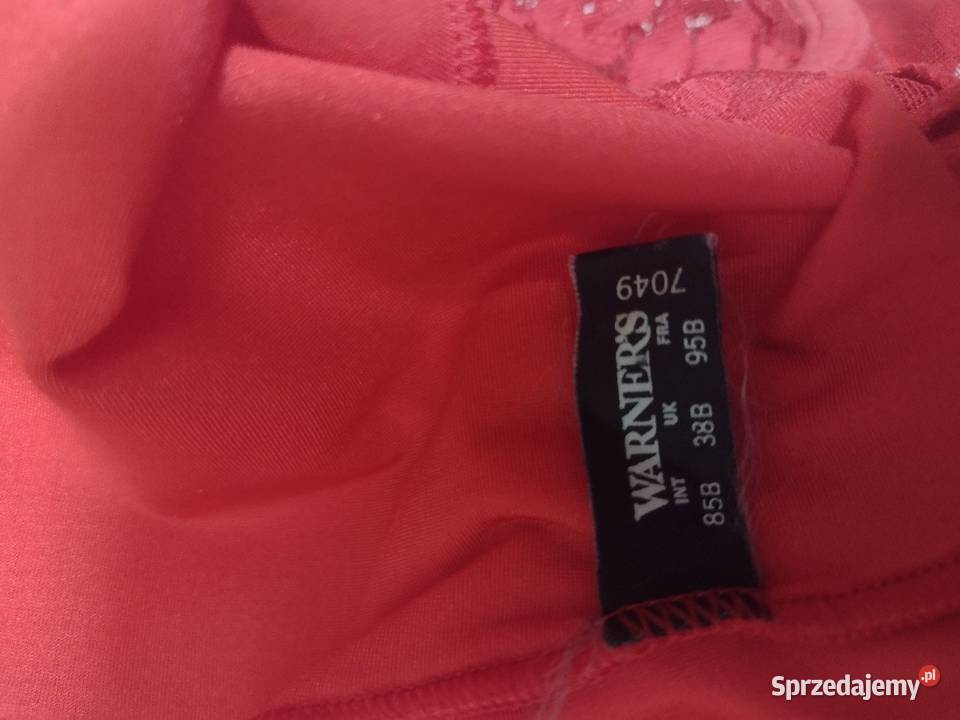 7049
WARNER'S
INT UK FRA
85B 38B 95B
Sprzedajemy.pl